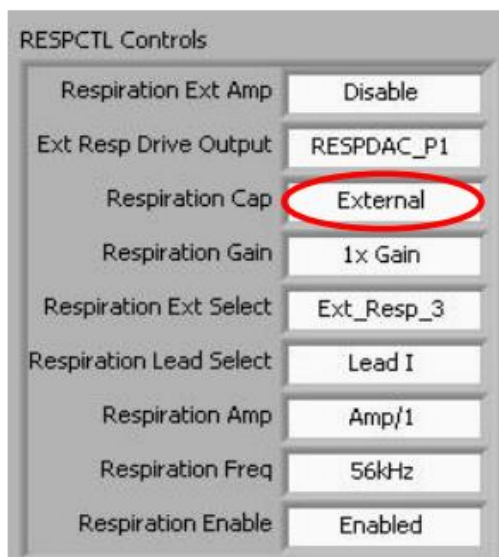 RESPCTL Controls
Respiration Ext Amp Disable
Ext Resp Drive Output RESPDAC_P1
Respiration Cap External
Respiration Gain 1x Gain
Respiration Ext Select Ext_Resp_3
Respiration Lead Select Lead I
Respiration Amp Amp/1
Respiration Freq 56kHz
Respiration Enable Enabled